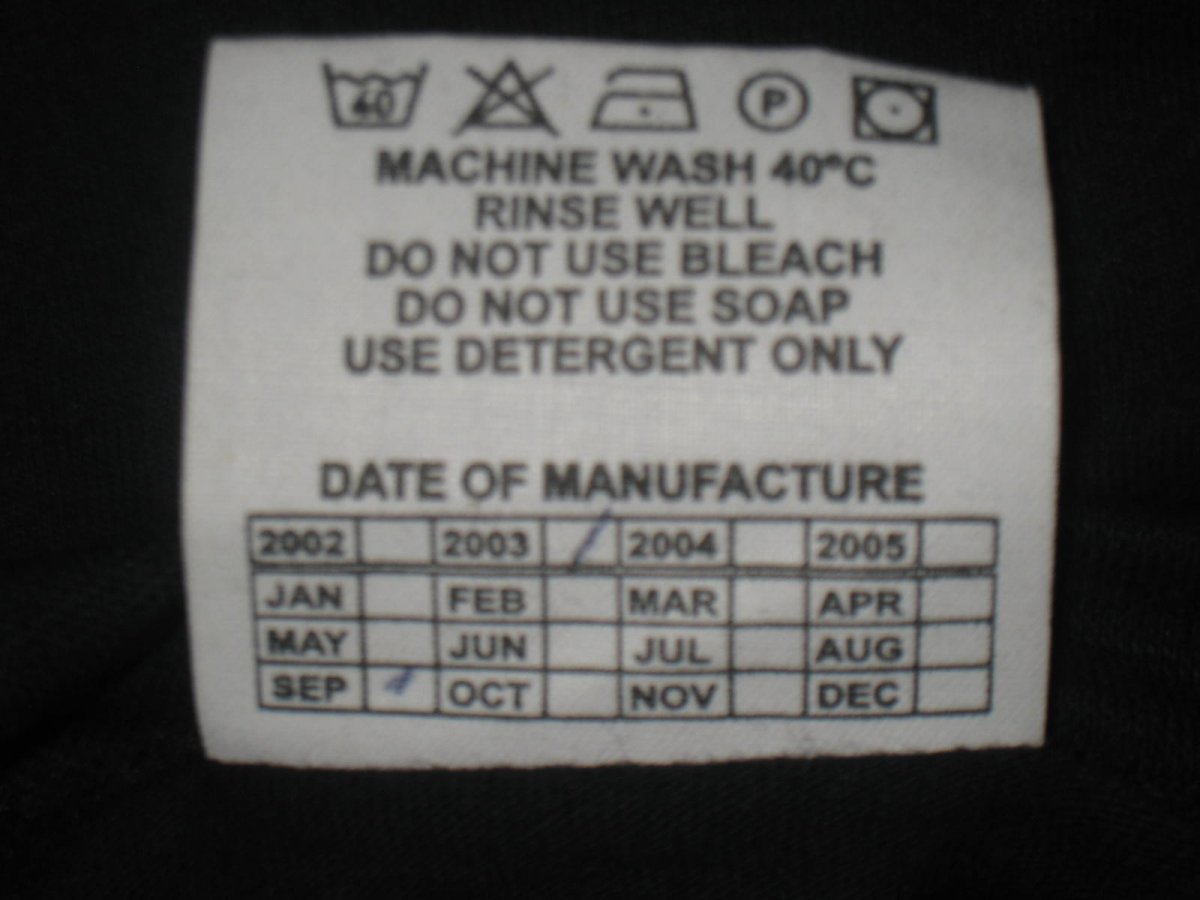 40 P
MACHINE WASH 40°C
RINSE WELL
DO NOT USE BLEACH
DO NOT USE SOAP
USE DETERGENT ONLY
DATE OF MANUFACTURE
2002 2003 / 2004 2005
JAN FEB MAR APR
MAY JUN JUL AUG
SEP / OCT NOV DEC